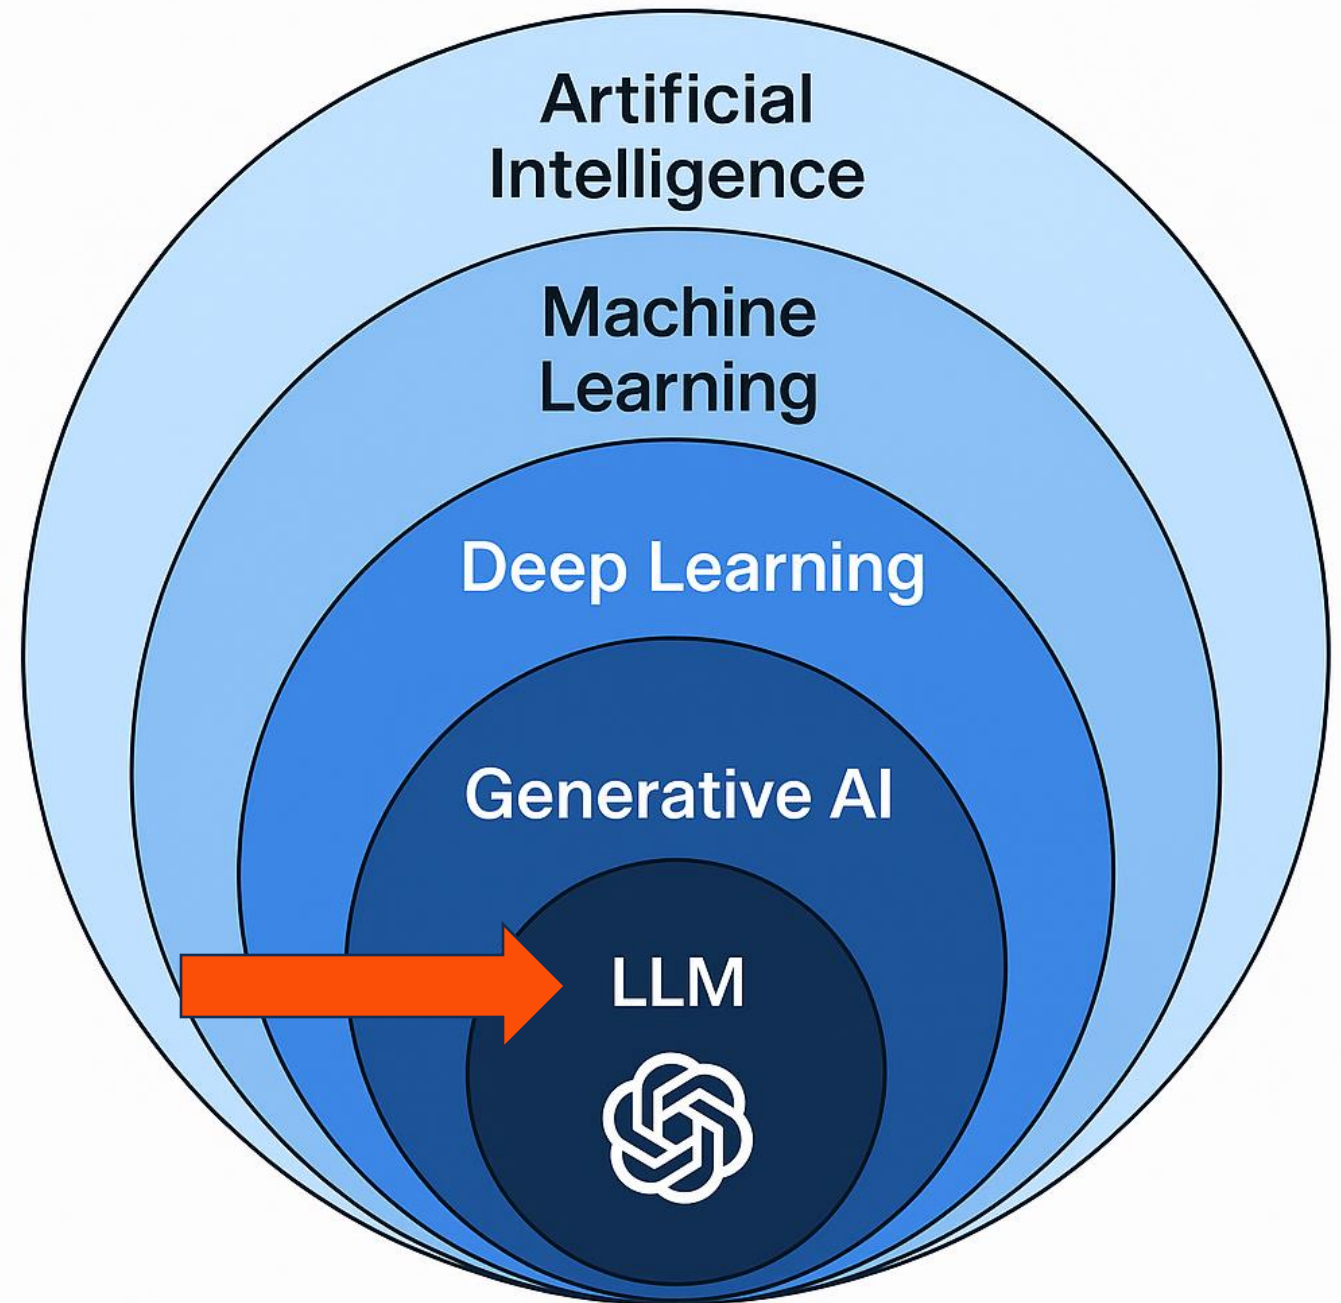 Artificial
Intelligence
Machine
Learning
Deep Learning
Generative AI
LLM